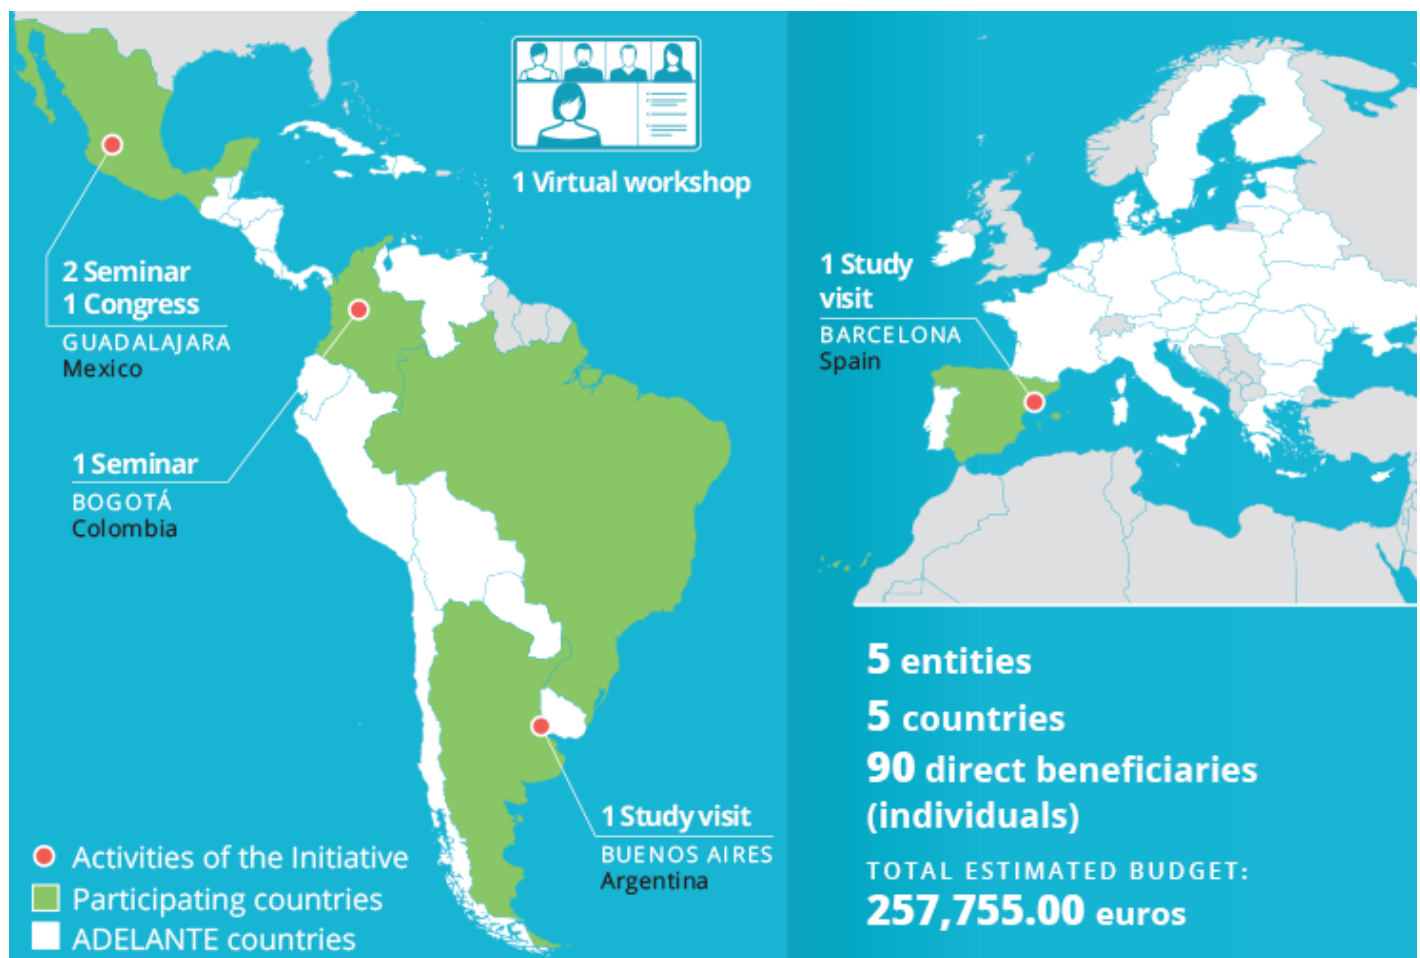 1 Virtual workshop
2 Seminar
1 Congress
GUADALAJARA
Mexico
1 Seminar
BOGOTÁ
Colombia
1 Study visit
BUENOS AIRES
Argentina
Activities of the Initiative
Participating countries
ADELANTE countries
1 Study
visit
BARCELONA
Spain
5 entities
5 countries
90 direct beneficiaries
(individuals)
TOTAL ESTIMATED BUDGET:
257,755.00 euros